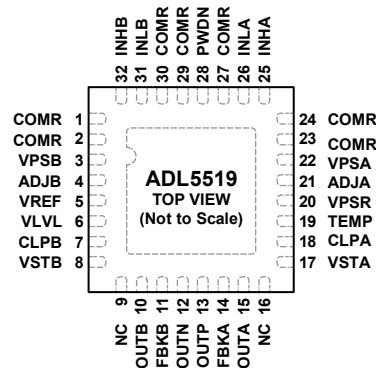 32 INHB
31 INLB
30 COMR
29 COMR
28 PWDN
27 COMR
26 INLA
25 INHA
COMR 1
COMR 2
VPSB 3
ADJB 4
VREF 5
VLVL 6
CLPB 7
VSTB 8
ADL5519
TOP VIEW
(Not to Scale)
24 COMR
23 COMR
22 VPSA
21 ADJA
20 VPSR
19 TEMP
18 CLPA
17 VSTA
NC 9
OUTB 10
FBKB 11
OUTN 12
OUTP 13
FBKA 14
OUTA 15
NC 16